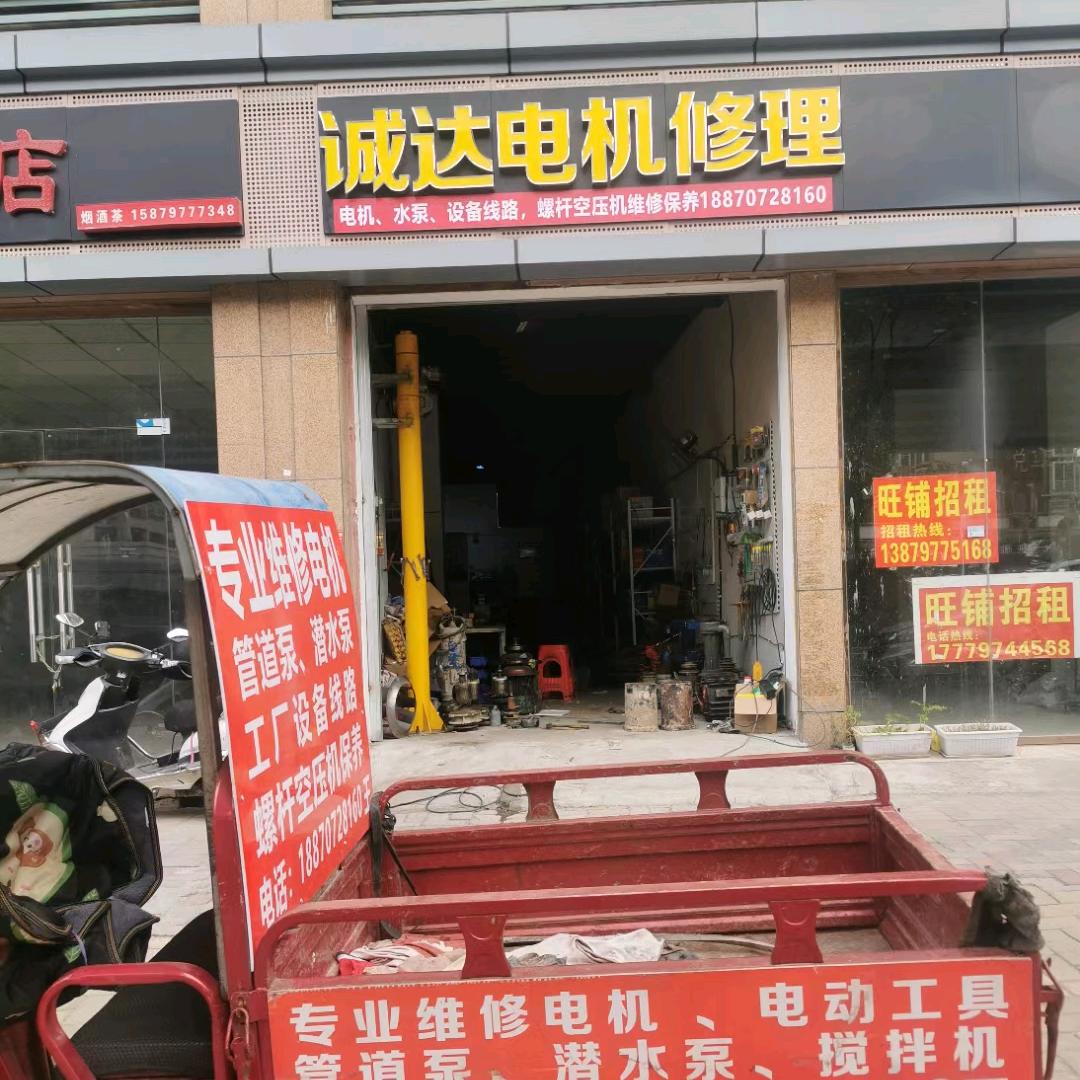 店
烟酒茶 15879777348
诚达电机修理
电机、水泵、设备线路，螺杆空压机维修保养18870728160
旺铺招租
招租热线：
13879775168
旺铺招租
电话热线：
17779744568
专业维修电机
管道泵、潜水泵
工厂设备线路
螺杆空压机保养
电话：18870728160 王
专业维修电机 、电动工具
管道泵、潜水泵、搅拌机